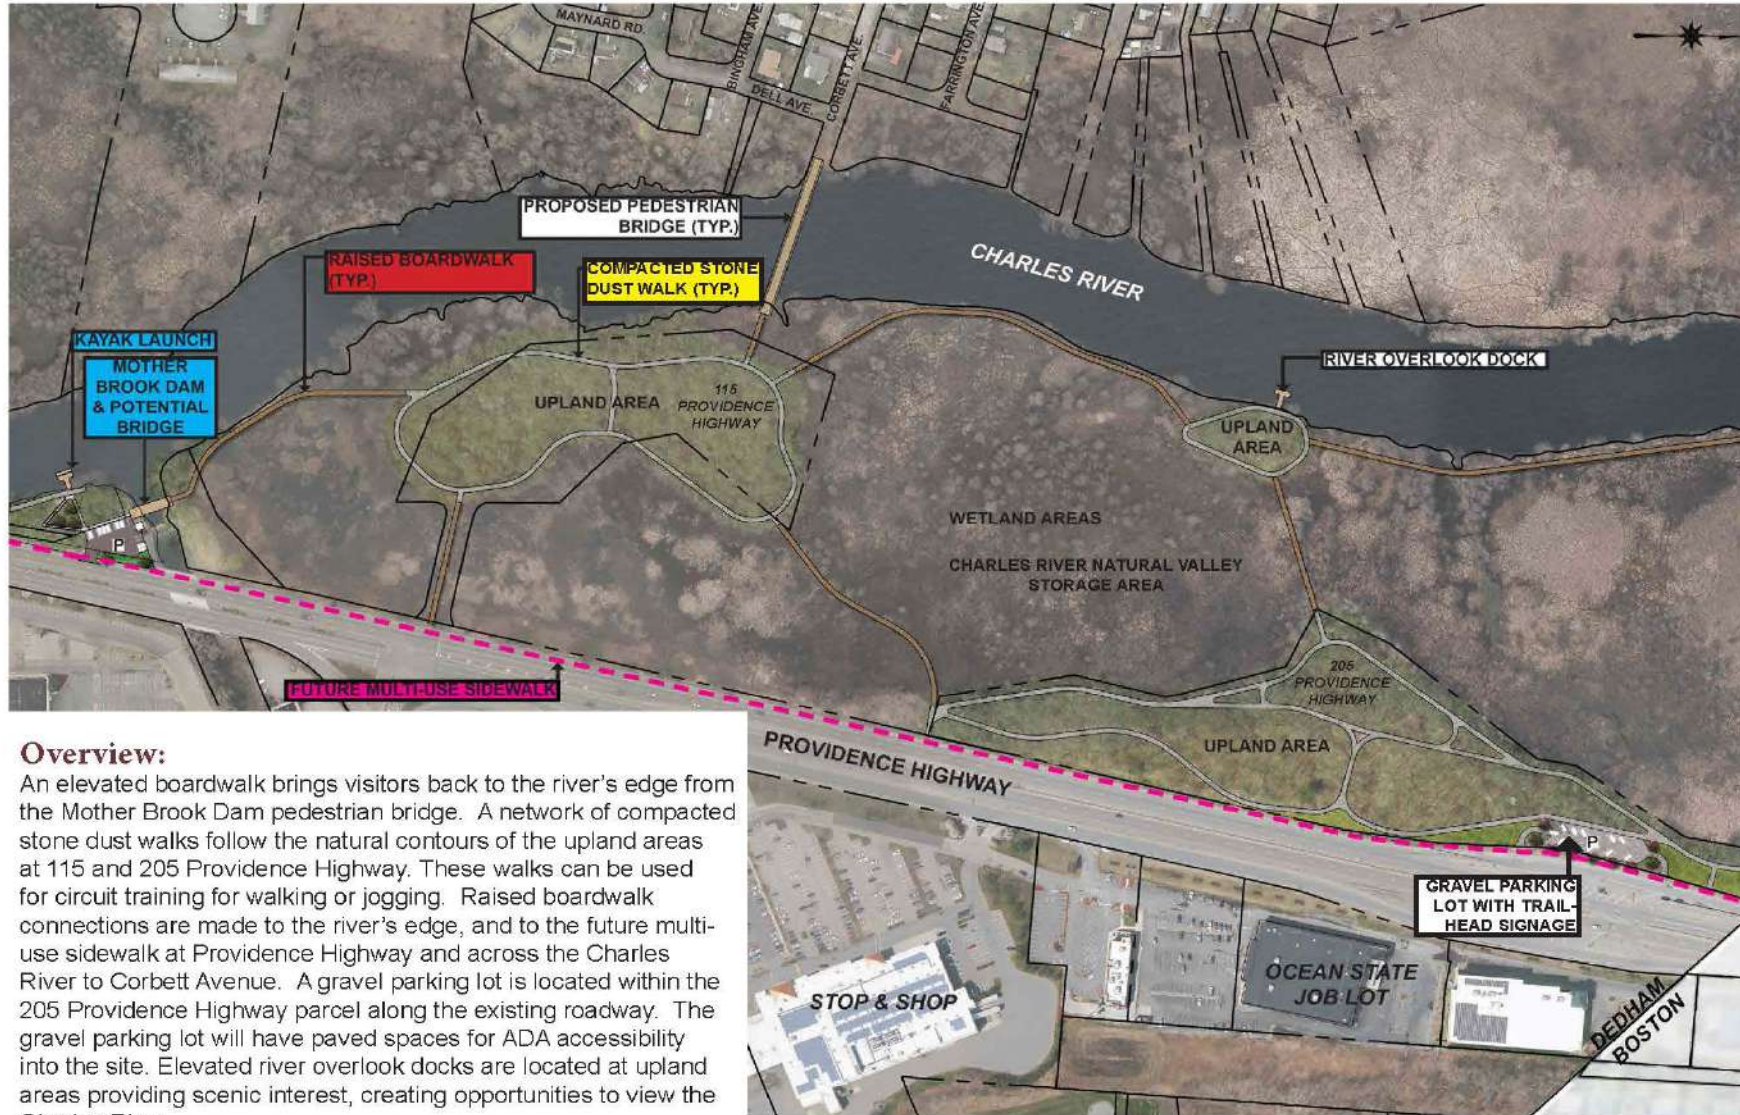 MAYNARD RD.
BINGHAM AVE.
CORBETT AVE.
FARRINGTON AVE.
DELL AVE.
PROPOSED PEDESTRIAN
BRIDGE (TYP.)
RAISED BOARDWALK
(TYP.)
COMPACTED STONE
DUST WALK (TYP.)
CHARLES RIVER
KAYAK LAUNCH
MOTHER
BROOK DAM
& POTENTIAL
BRIDGE
RIVER OVERLOOK DOCK
UPLAND AREA
115
PROVIDENCE
HIGHWAY
UPLAND
AREA
WETLAND AREAS
CHARLES RIVER NATURAL VALLEY
STORAGE AREA
P
FUTURE MULTI-USE SIDEWALK
205
PROVIDENCE
HIGHWAY
UPLAND AREA
PROVIDENCE HIGHWAY
P
GRAVEL PARKING
LOT WITH TRAIL-
HEAD SIGNAGE
STOP & SHOP
OCEAN STATE
JOB LOT
DEDHAM
BOSTON
Overview:
An elevated boardwalk brings visitors back to the river's edge from
the Mother Brook Dam pedestrian bridge. A network of compacted
stone dust walks follow the natural contours of the upland areas
at 115 and 205 Providence Highway. These walks can be used
for circuit training for walking or jogging. Raised boardwalk
connections are made to the river's edge, and to the future multi-
use sidewalk at Providence Highway and across the Charles
River to Corbett Avenue. A gravel parking lot is located within the
205 Providence Highway parcel along the existing roadway. The
gravel parking lot will have paved spaces for ADA accessibility
into the site. Elevated river overlook docks are located at upland
areas providing scenic interest, creating opportunities to view the